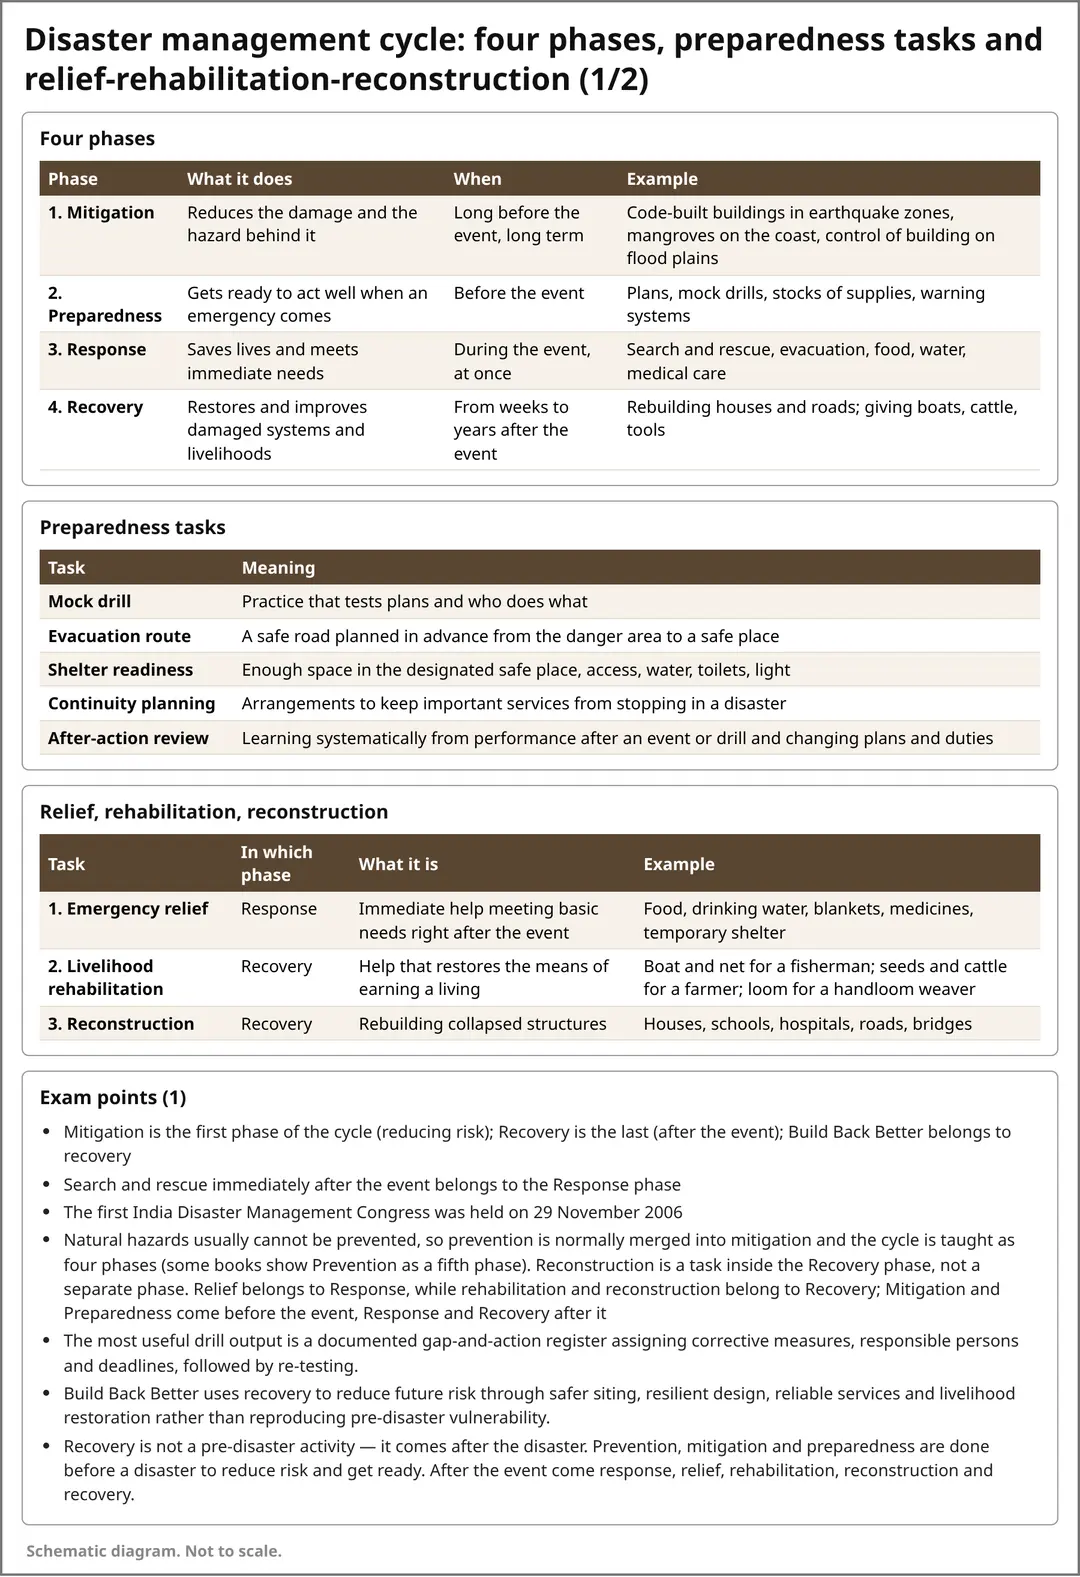 Disaster management cycle: four phases, preparedness tasks and
relief-rehabilitation-reconstruction (1/2)
Four phases
Phase What it does When Example
1. Mitigation Reduces the damage and the hazard behind it Long before the event, long term Code-built buildings in earthquake zones, mangroves on the coast, control of building on flood plains
2. Preparedness Gets ready to act well when an emergency comes Before the event Plans, mock drills, stocks of supplies, warning systems
3. Response Saves lives and meets immediate needs During the event, at once Search and rescue, evacuation, food, water, medical care
4. Recovery Restores and improves damaged systems and livelihoods From weeks to years after the event Rebuilding houses and roads; giving boats, cattle, tools
Preparedness tasks
Task Meaning
Mock drill Practice that tests plans and who does what
Evacuation route A safe road planned in advance from the danger area to a safe place
Shelter readiness Enough space in the designated safe place, access, water, toilets, light
Continuity planning Arrangements to keep important services from stopping in a disaster
After-action review Learning systematically from performance after an event or drill and changing plans and duties
Relief, rehabilitation, reconstruction
Task In which phase What it is Example
1. Emergency relief Response Immediate help meeting basic needs right after the event Food, drinking water, blankets, medicines, temporary shelter
2. Livelihood rehabilitation Recovery Help that restores the means of earning a living Boat and net for a fisherman; seeds and cattle for a farmer; loom for a handloom weaver
3. Reconstruction Recovery Rebuilding collapsed structures Houses, schools, hospitals, roads, bridges
Exam points (1)
• Mitigation is the first phase of the cycle (reducing risk); Recovery is the last (after the event); Build Back Better belongs to
recovery
• Search and rescue immediately after the event belongs to the Response phase
• The first India Disaster Management Congress was held on 29 November 2006
• Natural hazards usually cannot be prevented, so prevention is normally merged into mitigation and the cycle is taught as
four phases (some books show Prevention as a fifth phase). Reconstruction is a task inside the Recovery phase, not a
separate phase. Relief belongs to Response, while rehabilitation and reconstruction belong to Recovery; Mitigation and
Preparedness come before the event, Response and Recovery after it
• The most useful drill output is a documented gap-and-action register assigning corrective measures, responsible persons
and deadlines, followed by re-testing.
• Build Back Better uses recovery to reduce future risk through safer siting, resilient design, reliable services and livelihood
restoration rather than reproducing pre-disaster vulnerability.
• Recovery is not a pre-disaster activity — it comes after the disaster. Prevention, mitigation and preparedness are done
before a disaster to reduce risk and get ready. After the event come response, relief, rehabilitation, reconstruction and
recovery.
Schematic diagram. Not to scale.